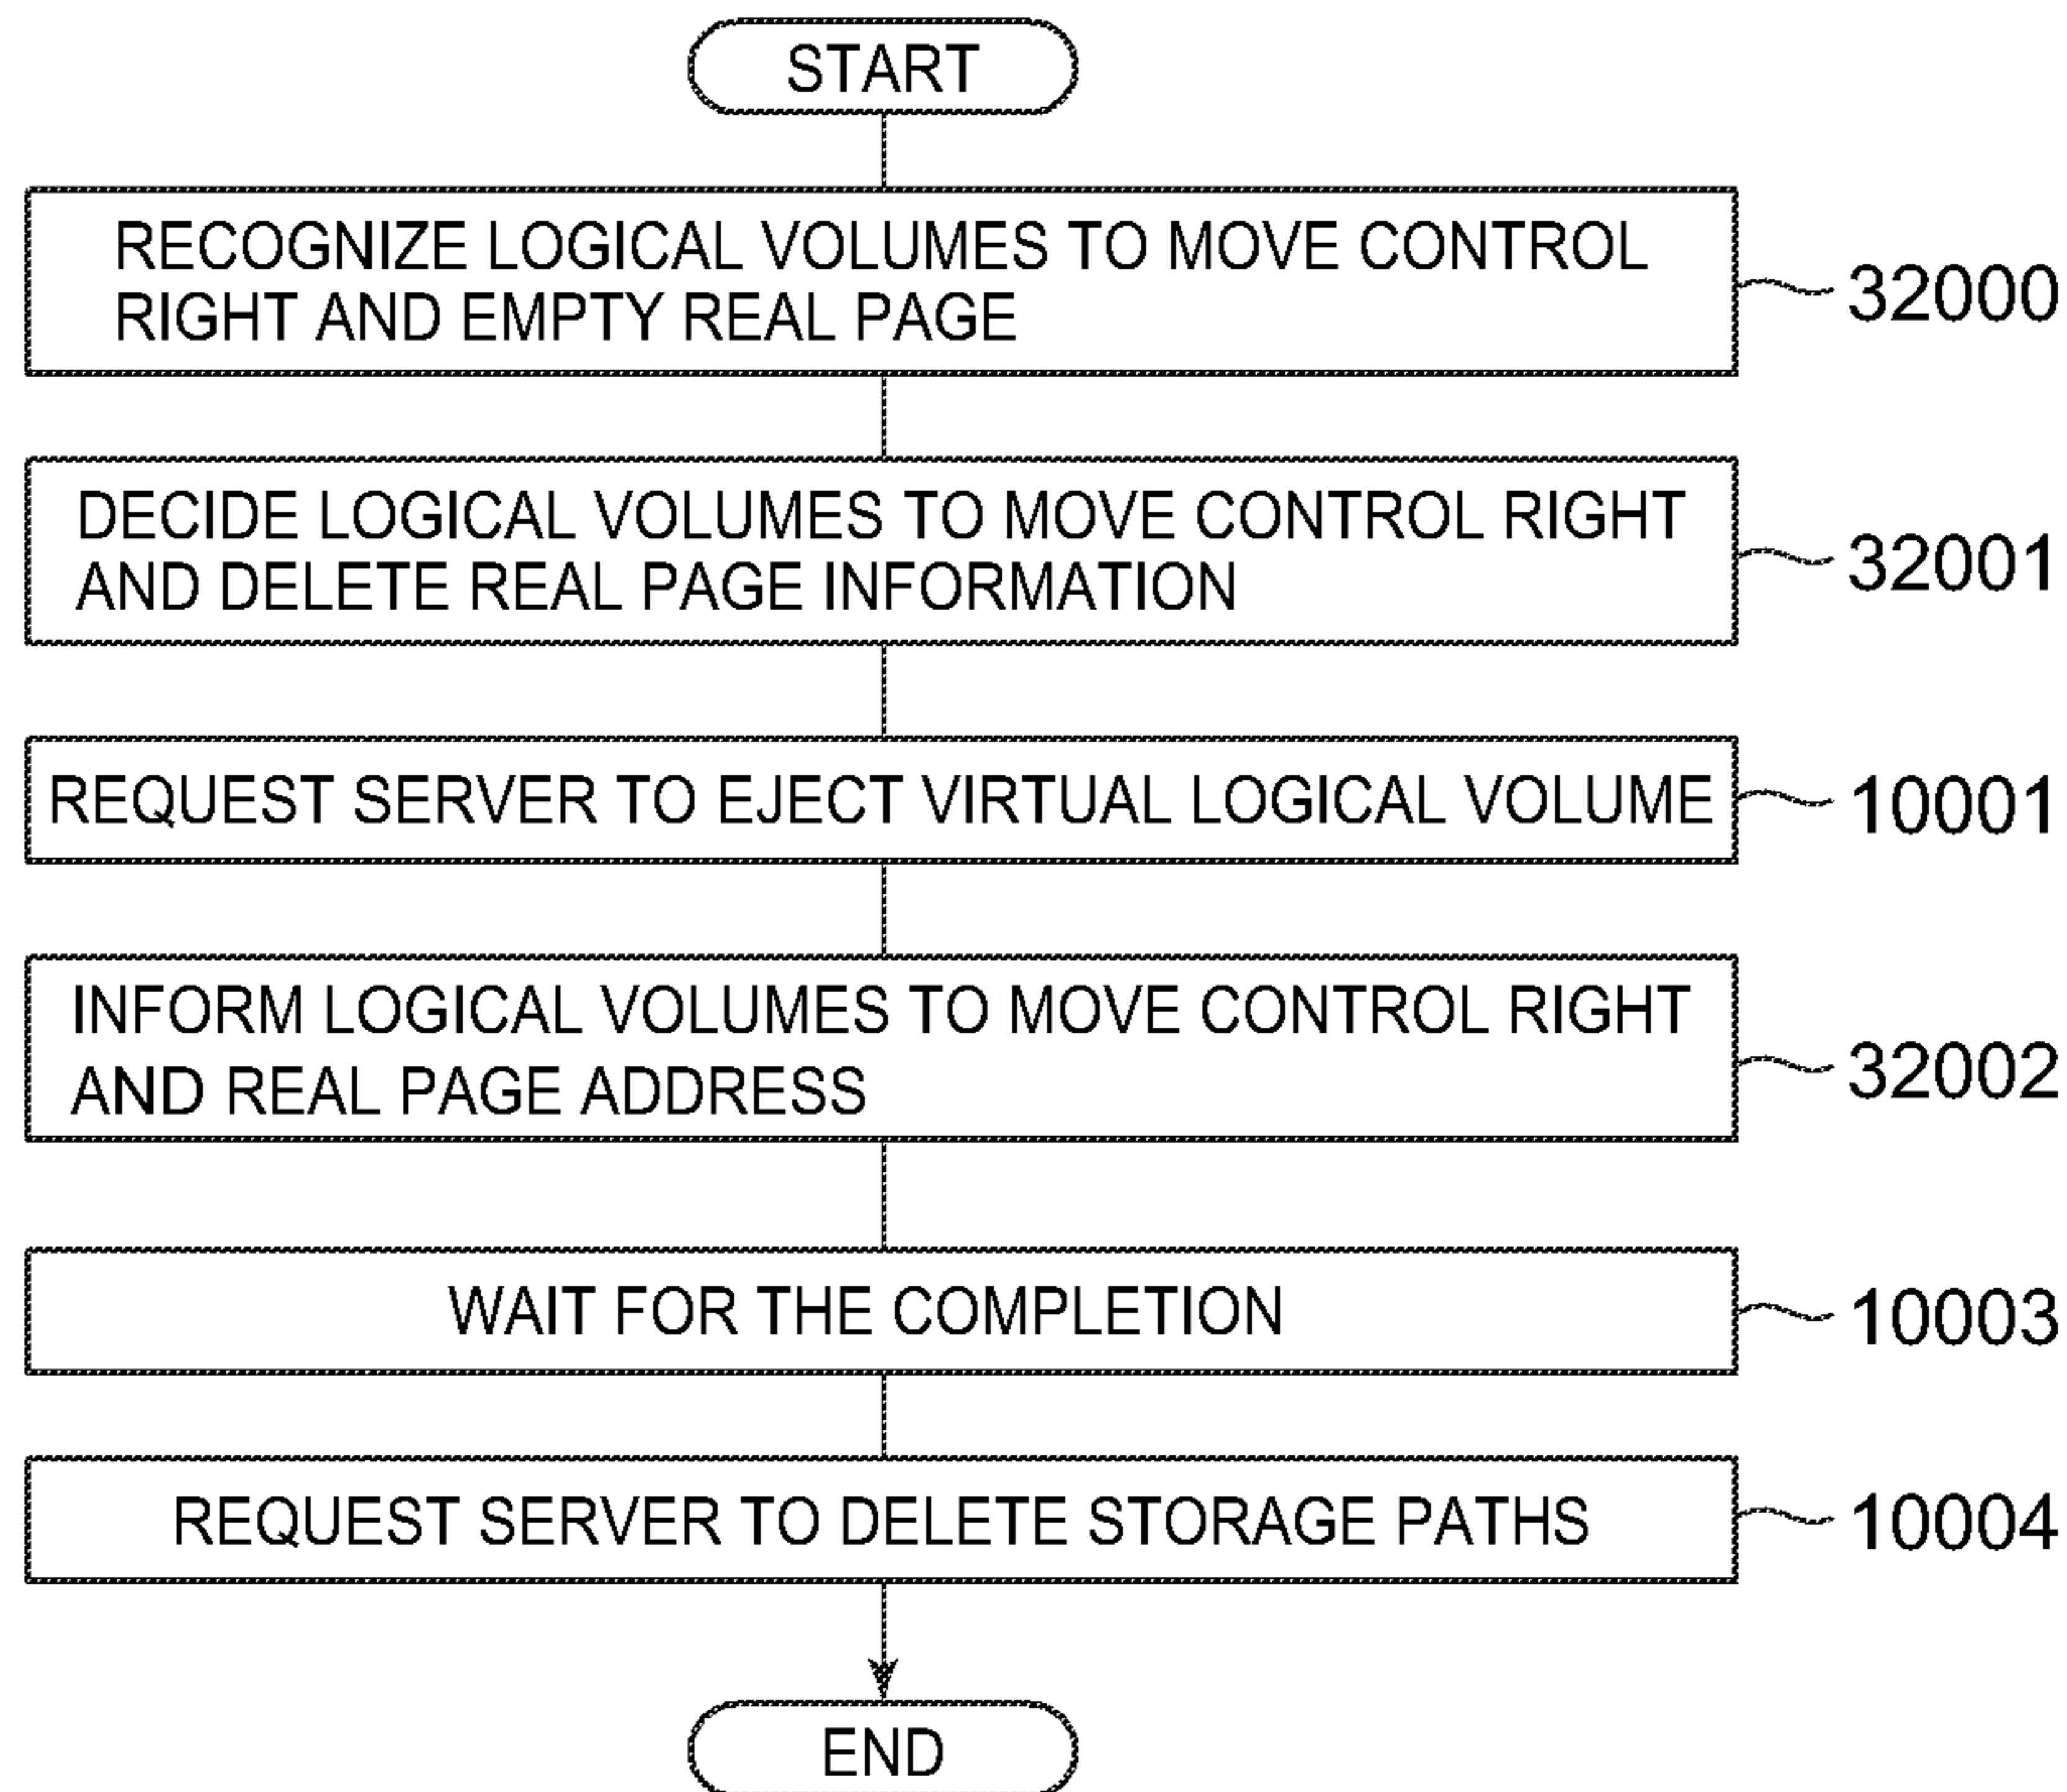 START
RECOGNIZE LOGICAL VOLUMES TO MOVE CONTROL
RIGHT AND EMPTY REAL PAGE
32000
DECIDE LOGICAL VOLUMES TO MOVE CONTROL RIGHT
AND DELETE REAL PAGE INFORMATION
32001
REQUEST SERVER TO EJECT VIRTUAL LOGICAL VOLUME
10001
INFORM LOGICAL VOLUMES TO MOVE CONTROL RIGHT
AND REAL PAGE ADDRESS
32002
WAIT FOR THE COMPLETION
10003
REQUEST SERVER TO DELETE STORAGE PATHS
10004
END